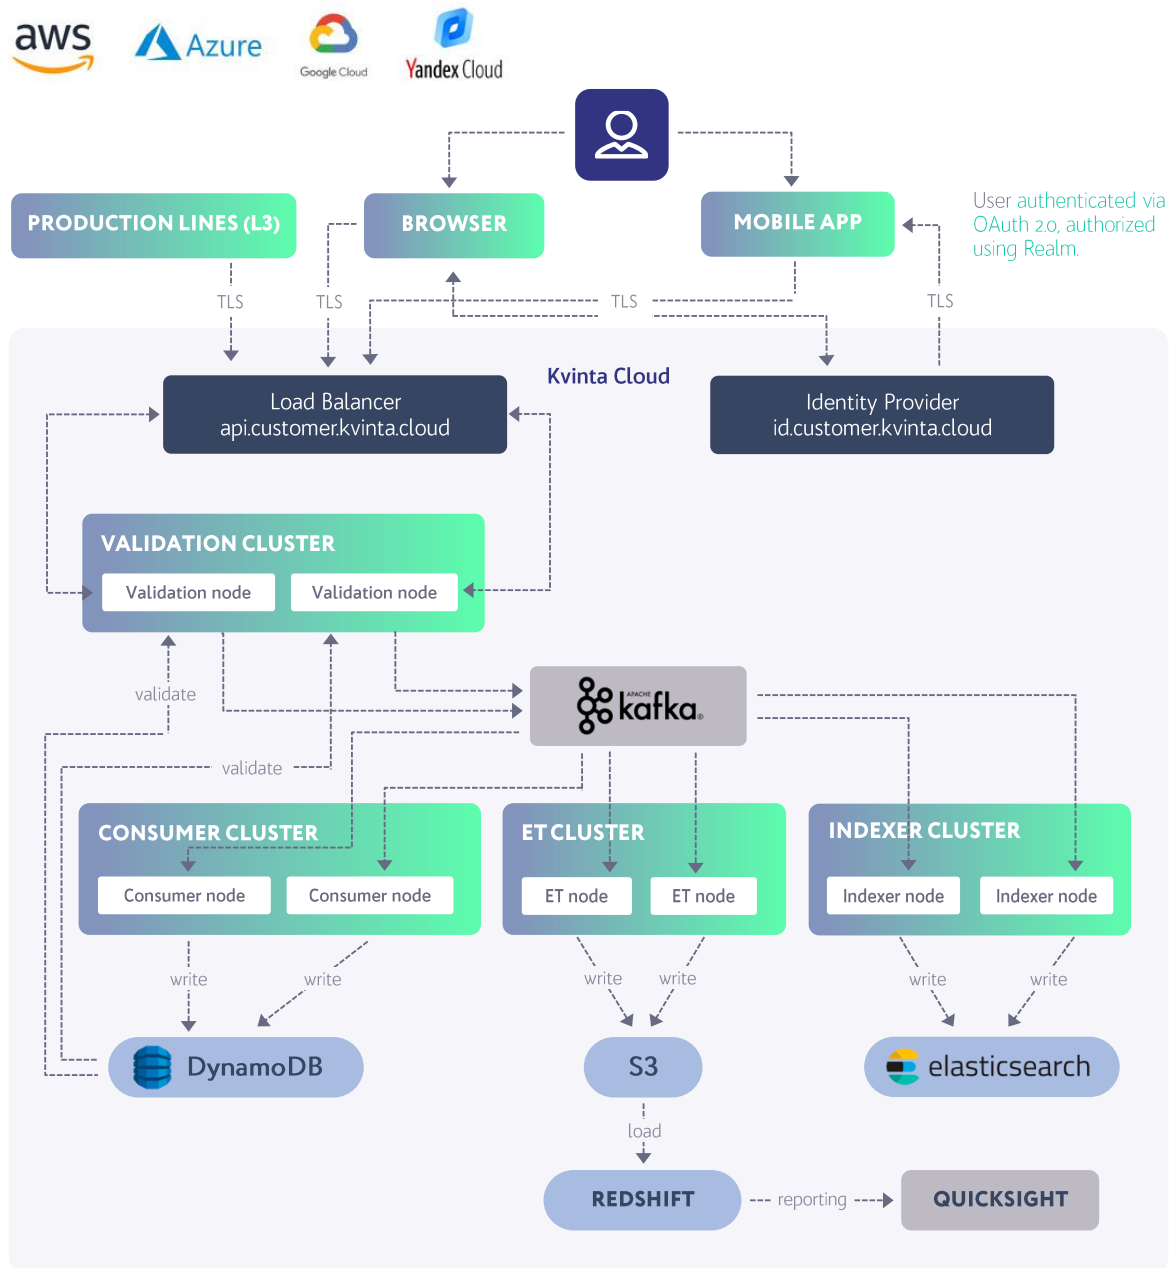 aws
Azure
Google Cloud
Yandex Cloud
PRODUCTION LINES (L3)
BROWSER
MOBILE APP
User authenticated via
OAuth 2.0, authorized
using Realm.
TLS
TLS
TLS
TLS
Kvinta Cloud
Load Balancer
api.customer.kvinta.cloud
Identity Provider
id.customer.kvinta.cloud
VALIDATION CLUSTER
Validation node
Validation node
validate
APACHE
kafka®
validate
CONSUMER CLUSTER
Consumer node
Consumer node
ET CLUSTER
ET node
ET node
INDEXER CLUSTER
Indexer node
Indexer node
write
write
write
write
write
write
DynamoDB
S3
elasticsearch
load
REDSHIFT
reporting
QUICKSIGHT